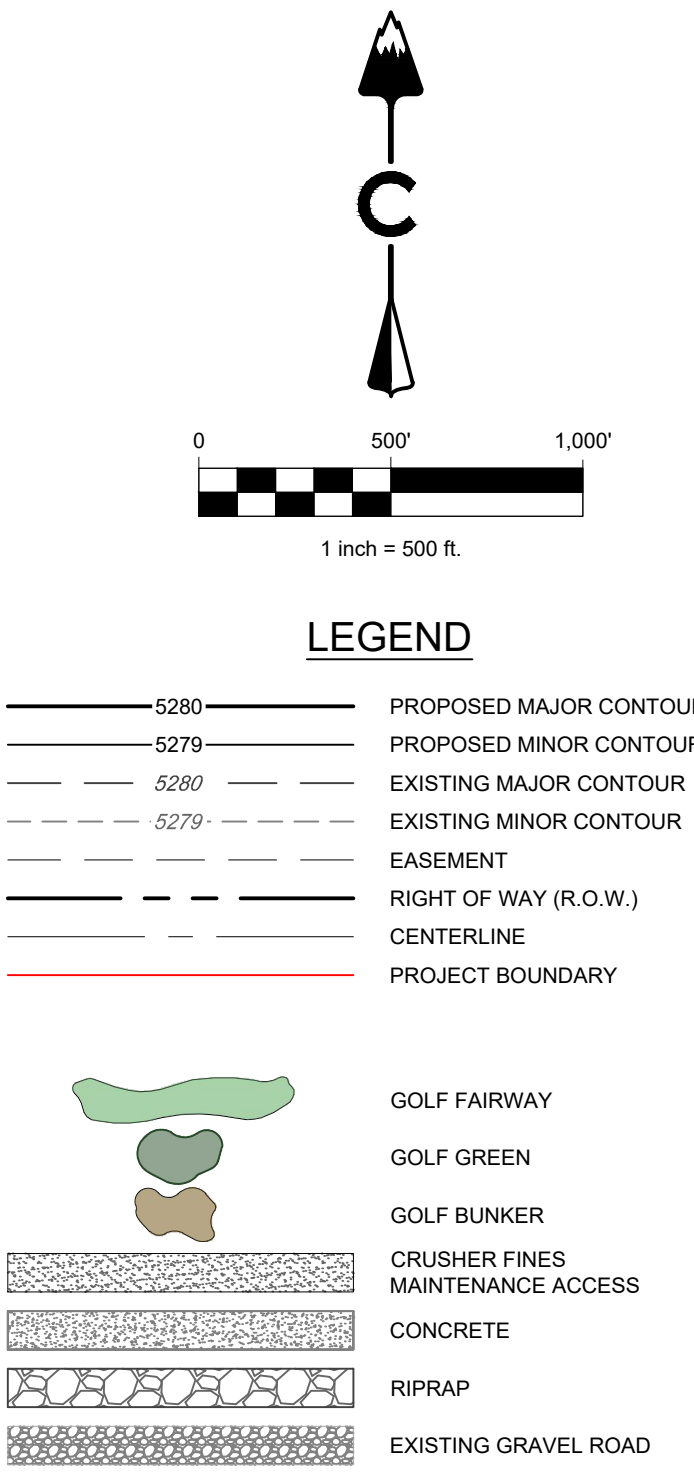 C
0 500' 1,000'
1 inch = 500 ft.
LEGEND
5280 PROPOSED MAJOR CONTOUR
5279 PROPOSED MINOR CONTOUR
5280 EXISTING MAJOR CONTOUR
5279 EXISTING MINOR CONTOUR
EASEMENT
RIGHT OF WAY (R.O.W.)
CENTERLINE
PROJECT BOUNDARY
GOLF FAIRWAY
GOLF GREEN
GOLF BUNKER
CRUSHER FINES
MAINTENANCE ACCESS
CONCRETE
RIPRAP
EXISTING GRAVEL ROAD